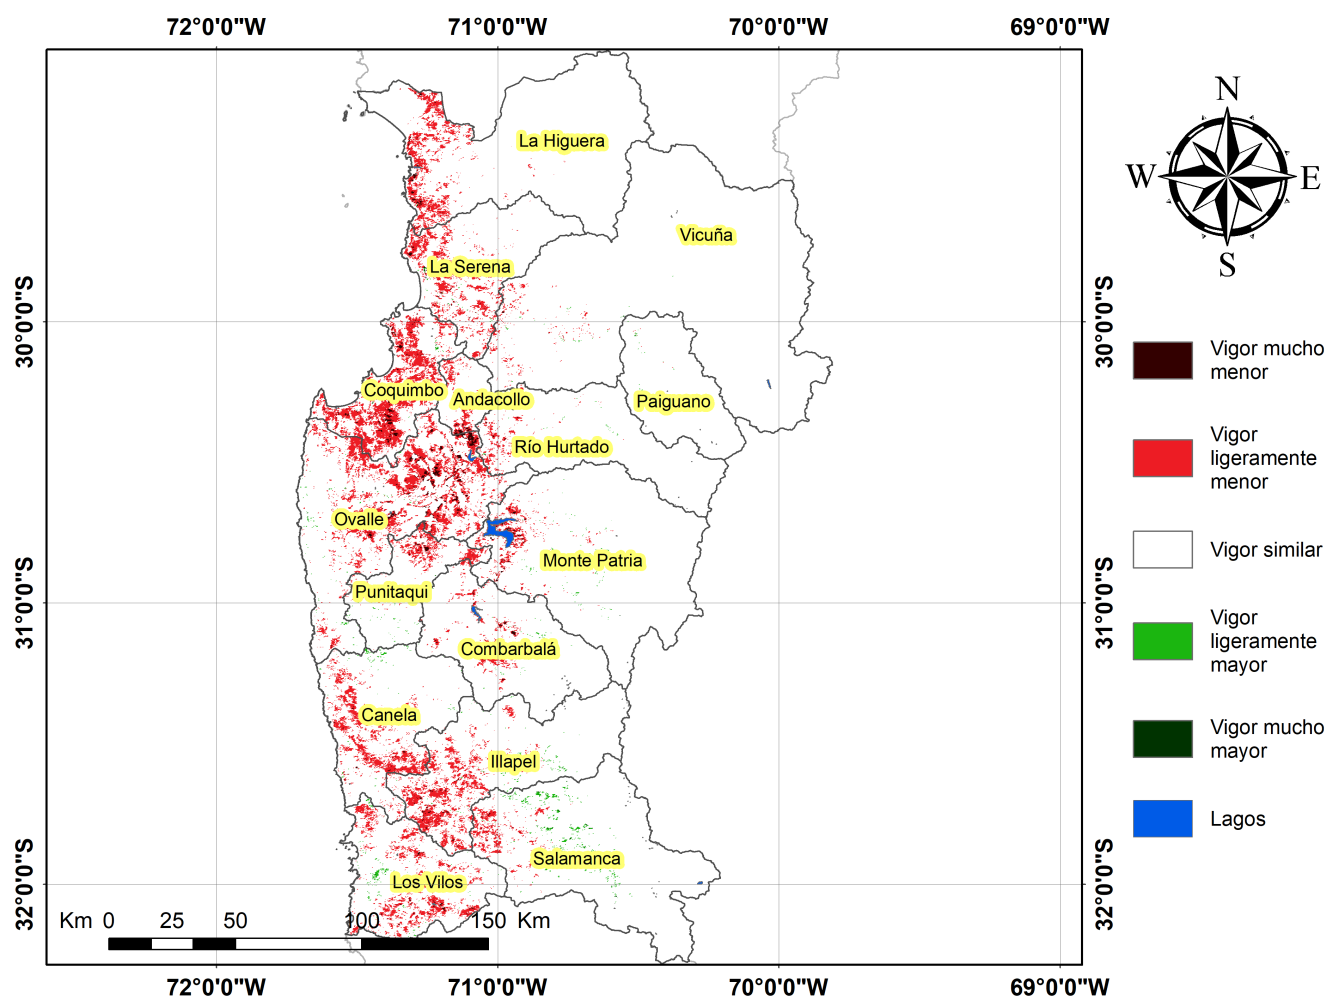 72°0'0"W 71°0'0"W 70°0'0"W 69°0'0"W
N
W E
S
30°0'0"S
31°0'0"S
32°0'0"S
30°0'0"S
31°0'0"S
32°0'0"S
La Higuera
Vicuña
La Serena
Coquimbo
Andacollo
Paiguano
Río Hurtado
Ovalle
Monte Patria
Punitaqui
Combarbalá
Canela
Illapel
Salamanca
Los Vilos
Km 0 25 50 100 150 Km
72°0'0"W 71°0'0"W 70°0'0"W 69°0'0"W
Vigor mucho
menor
Vigor
ligeramente
menor
Vigor similar
Vigor
ligeramente
mayor
Vigor mucho
mayor
Lagos